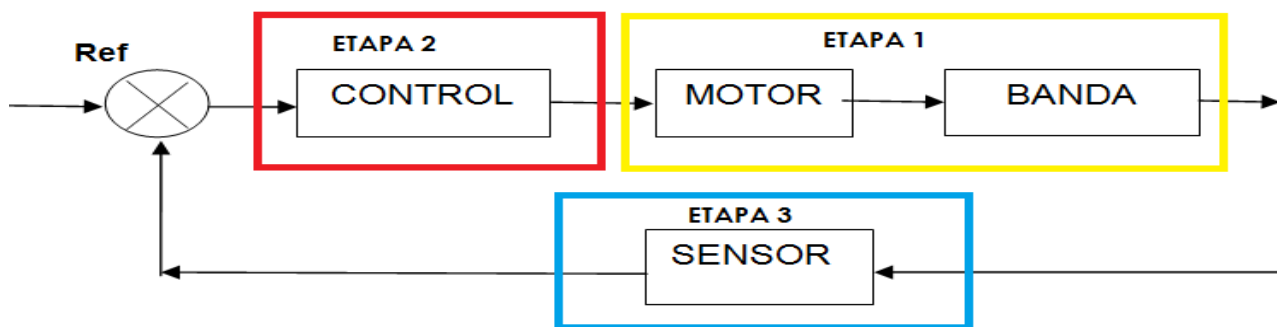 Ref
ETAPA 2
CONTROL
ETAPA 1
MOTOR
BANDA
ETAPA 3
SENSOR